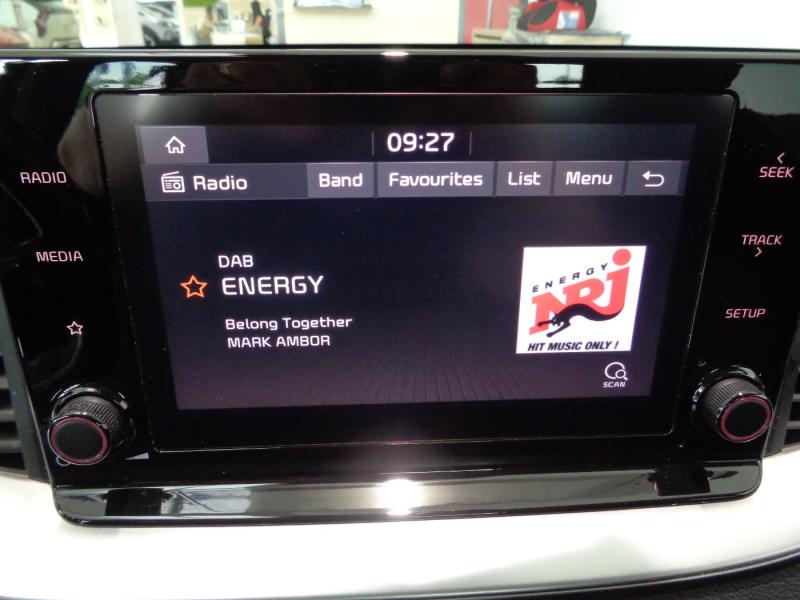 09:27
RADIO
SEEK
Radio
Band
Favourites
List
Menu
MEDIA
TRACK
DAB
ENERGY
ENERGY
NRJ
HIT MUSIC ONLY !
SETUP
Belong Together
MARK AMBOR
SCAN